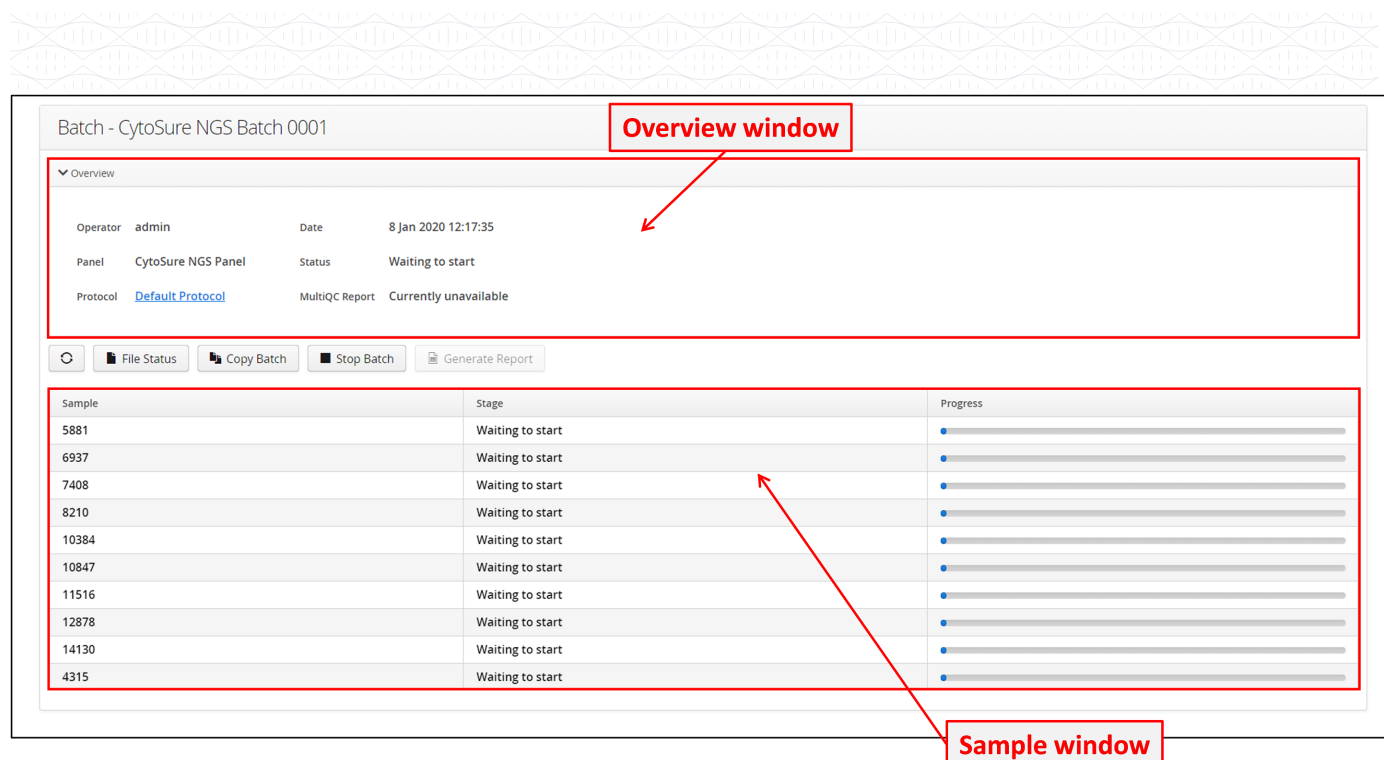 Batch - CytoSure NGS Batch 0001
Overview window
Overview
Operator admin Date 8 Jan 2020 12:17:35
Panel CytoSure NGS Panel Status Waiting to start
Protocol Default Protocol MultiQC Report Currently unavailable
File Status Copy Batch Stop Batch Generate Report
Sample Stage Progress
5881 Waiting to start
6937 Waiting to start
7408 Waiting to start
8210 Waiting to start
10384 Waiting to start
10847 Waiting to start
11516 Waiting to start
12878 Waiting to start
14130 Waiting to start
4315 Waiting to start
Sample window